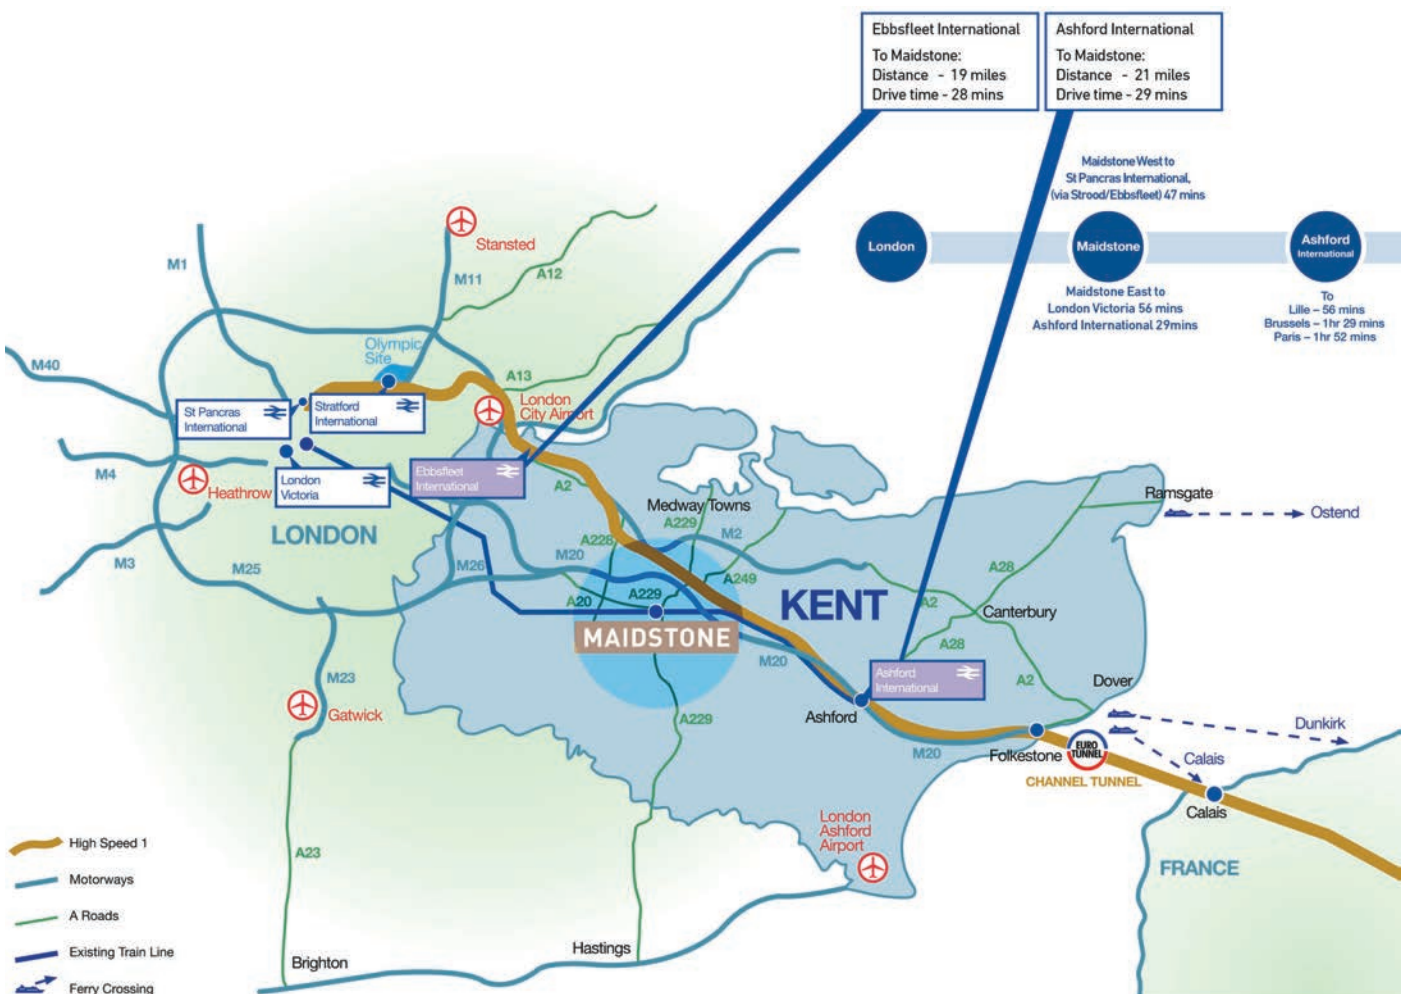 Ebbsfleet International
To Maidstone:
Distance - 19 miles
Drive time - 28 mins
Ashford International
To Maidstone:
Distance - 21 miles
Drive time - 29 mins
Maidstone West to
St Pancras International,
(via Strood/Ebbsfleet) 47 mins
London
Maidstone
Ashford
International
Maidstone East to
London Victoria 56 mins
Ashford International 29mins
To
Lille – 56 mins
Brussels – 1hr 29 mins
Paris – 1hr 52 mins
Stansted
M1
M11
A12
Olympic
Site
M40
A13
St Pancras
International
Stratford
International
London
City Airport
M4
Heathrow
London
Victoria
Ebbsfleet
International
A2
Medway Towns
Ramsgate
Ostend
LONDON
A228
A229
M2
M3
M25
M26
M20
A249
A28
A20
A229
KENT
A2
Canterbury
MAIDSTONE
M20
A28
Ashford
International
A2
Dover
M23
Gatwick
A229
Ashford
M20
Folkestone
EURO
TUNNEL
CHANNEL TUNNEL
Dunkirk
Calais
Calais
London
Ashford
Airport
FRANCE
A23
Brighton
Hastings
High Speed 1
Motorways
A Roads
Existing Train Line
Ferry Crossing